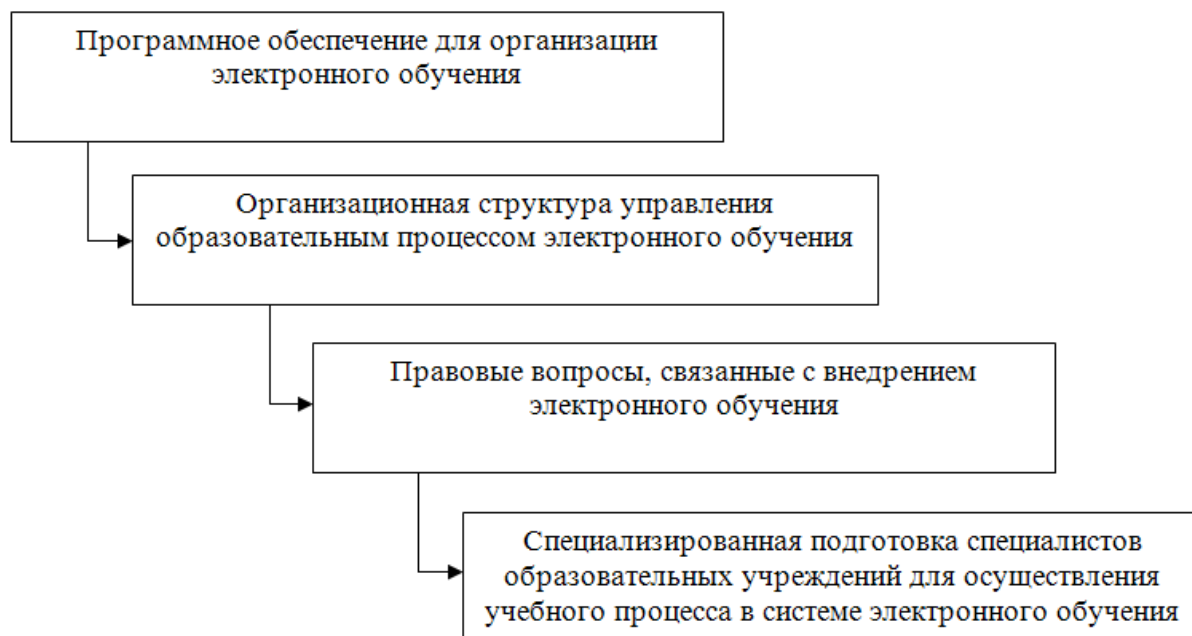 Программное обеспечение для организации
электронного обучения
Организационная структура управления
образовательным процессом электронного обучения
Правовые вопросы, связанные с внедрением
электронного обучения
Специализированная подготовка специалистов
образовательных учреждений для осуществления
учебного процесса в системе электронного обучения